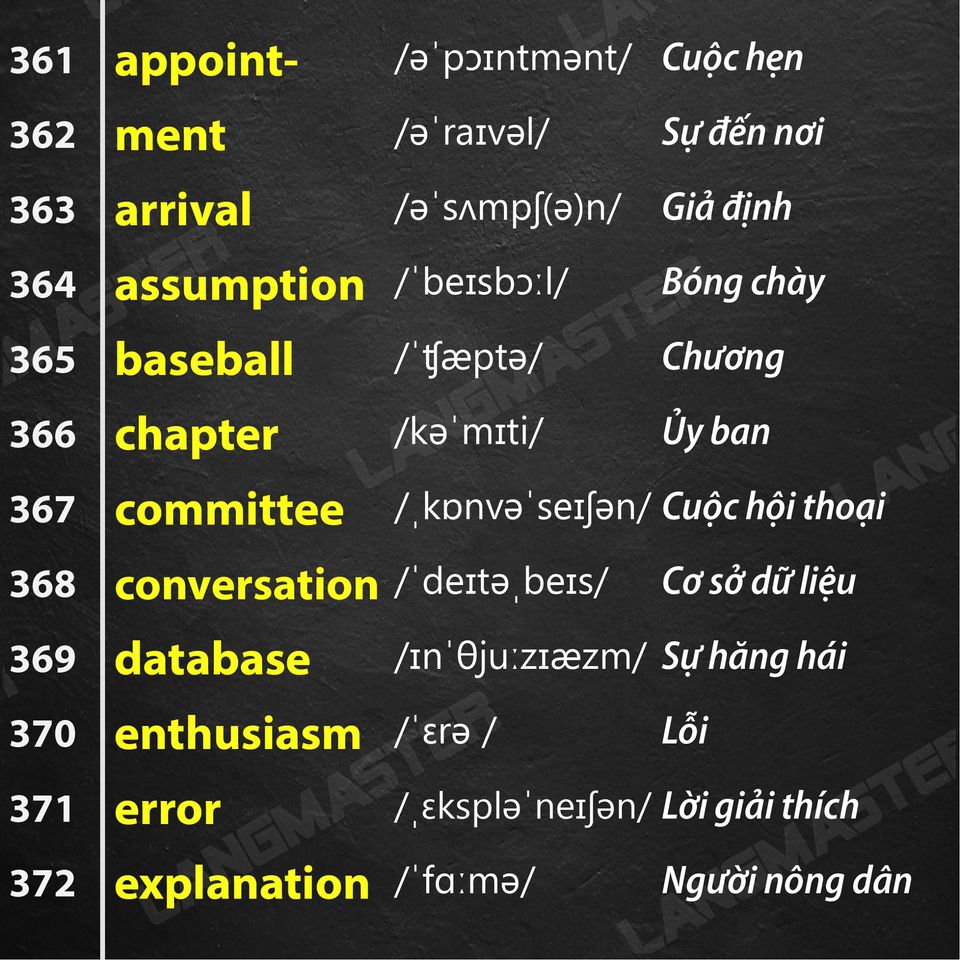 361 appoint- /əˈpɔɪntmənt/ Cuộc hẹn
362 ment /əˈraɪvəl/ Sự đến nơi
363 arrival /əˈsʌmpʃ(ə)n/ Giả định
364 assumption /ˈbeɪsbɔːl/ Bóng chày
365 baseball /ˈʧæptə/ Chương
366 chapter /kəˈmɪti/ Ủy ban
367 committee /ˌkɒnvəˈseɪʃən/ Cuộc hội thoại
368 conversation /ˈdeɪtəˌbeɪs/ Cơ sở dữ liệu
369 database /ɪnˈθjuːzɪæzm/ Sự hăng hái
370 enthusiasm /ˈɛrə / Lỗi
371 error /ˌɛkspləˈneɪʃən/ Lời giải thích
372 explanation /ˈfɑːmə/ Người nông dân
LANGMASTER
LANGMASTER
LANGMASTER
LANGMASTER